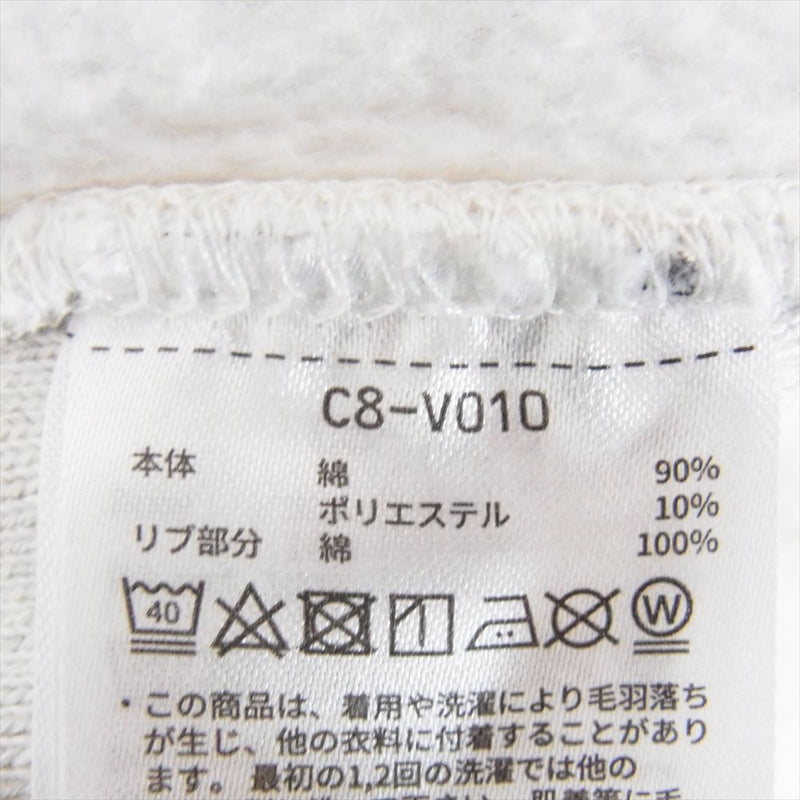 C8-V010
本体 綿 90%
ポリエステル 10%
リブ部分 綿 100%
40 W
・この商品は、着用や洗濯により毛羽落ち
が生じ、他の衣料に付着することがあり
ます。最初の1,2回の洗濯では他の